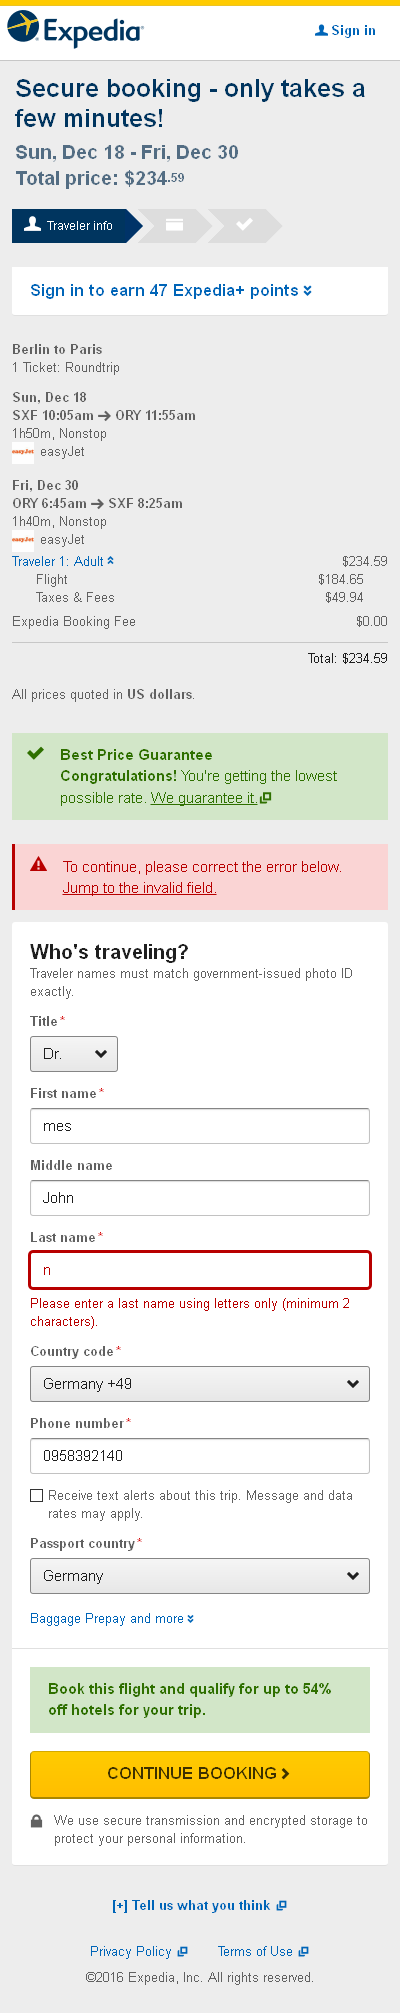 Expedia
Sign in
Secure booking - only takes a
few minutes!
Sun, Dec 18 - Fri, Dec 30
Total price: $234.59
Traveler info
Sign in to earn 47 Expedia+ points
Berlin to Paris
1 Ticket: Roundtrip
Sun, Dec 18
SXF 10:05am → ORY 11:55am
1h50m, Nonstop
easyJet easyJet
Fri, Dec 30
ORY 6:45am → SXF 8:25am
1h40m, Nonstop
easyJet easyJet
Traveler 1: Adult $234.59
Flight $184.65
Taxes & Fees $49.94
Expedia Booking Fee $0.00
Total: $234.59
All prices quoted in US dollars.
Best Price Guarantee
Congratulations! You're getting the lowest
possible rate. We guarantee it.
To continue, please correct the error below.
Jump to the invalid field.
Who's traveling?
Traveler names must match government-issued photo ID
exactly.
Title*
Dr.
First name*
mes
Middle name
John
Last name*
n
Please enter a last name using letters only (minimum 2
characters).
Country code*
Germany +49
Phone number*
0958392140
Receive text alerts about this trip. Message and data
rates may apply.
Passport country*
Germany
Baggage Prepay and more
Book this flight and qualify for up to 54%
off hotels for your trip.
CONTINUE BOOKING
We use secure transmission and encrypted storage to
protect your personal information.
[+] Tell us what you think
Privacy Policy Terms of Use
©2016 Expedia, Inc. All rights reserved.